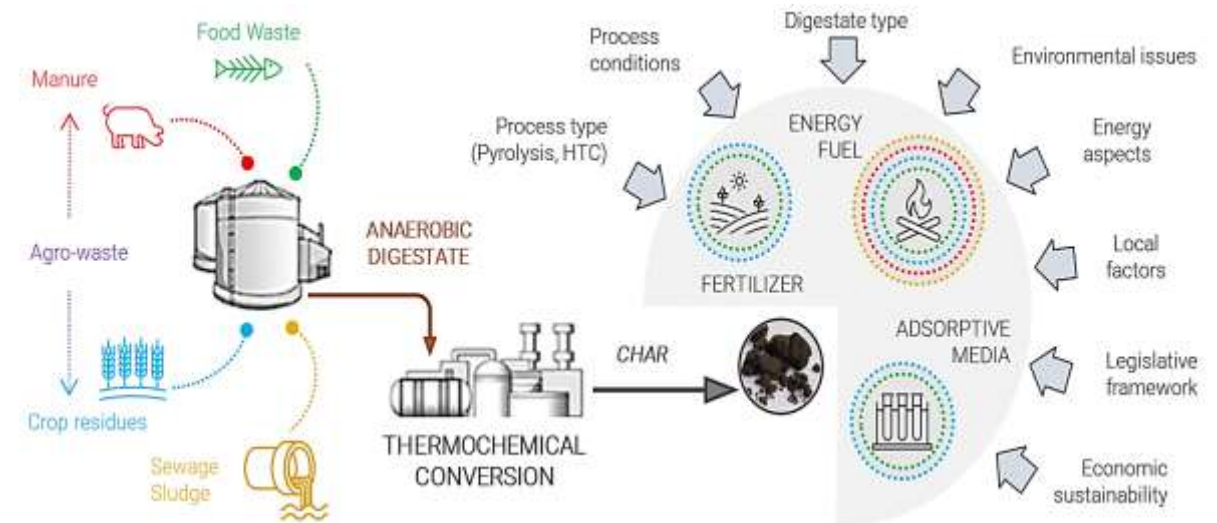 Food Waste
Manure
Agro-waste
Crop residues
Sewage
Sludge
ANAEROBIC
DIGESTATE
THERMOCHEMICAL
CONVERSION
CHAR
Process type
(Pyrolysis, HTC)
Process
conditions
Digestate type
Environmental issues
Energy
aspects
Local
factors
Legislative
framework
Economic
sustainability
ENERGY
FUEL
FERTILIZER
ADSORPTIVE
MEDIA